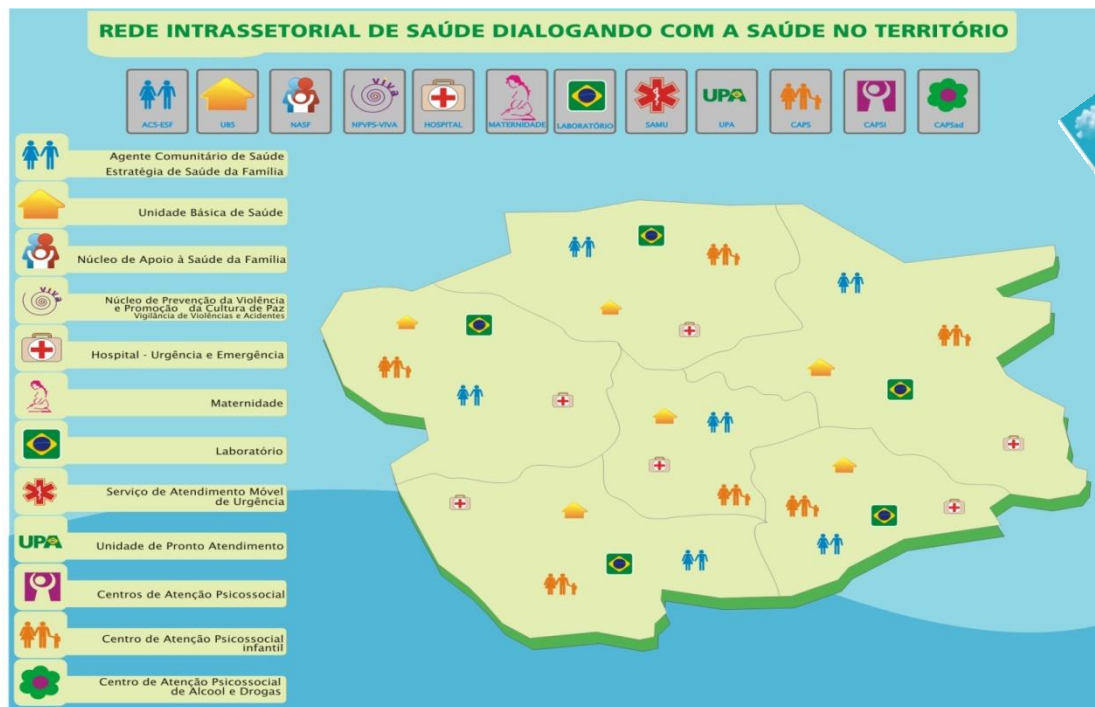 REDE INTRASSETORIAL DE SAÚDE DIALOGANDO COM A SAÚDE NO TERRITÓRIO
ACS-ESF
UBS
NASF
viva
NPVPS-VIVA
HOSPITAL
MATERNIDADE
LABORATÓRIO
SAMU
UPA
UPA
CAPS
CAPSI
CAPSad
Agente Comunitário de Saúde
Estratégia de Saúde da Família
Unidade Básica de Saúde
Núcleo de Apoio à Saúde da Família
viva
Núcleo de Prevenção da Violência
e Promoção da Cultura de Paz
Vigilância de Violências e Acidentes
Hospital - Urgência e Emergência
Maternidade
Laboratório
Serviço de Atendimento Móvel
de Urgência
UPA
Unidade de Pronto Atendimento
Centros de Atenção Psicossocial
Centro de Atenção Psicossocial
infantil
Centro de Atenção Psicossocial
de Alcool e Drogas